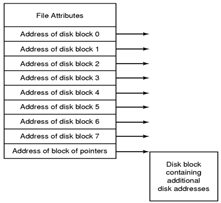 File Attributes
Address of disk block 0
Address of disk block 1
Address of disk block 2
Address of disk block 3
Address of disk block 4
Address of disk block 5
Address of disk block 6
Address of disk block 7
Address of block of pointers
Disk block
containing
additional
disk addresses